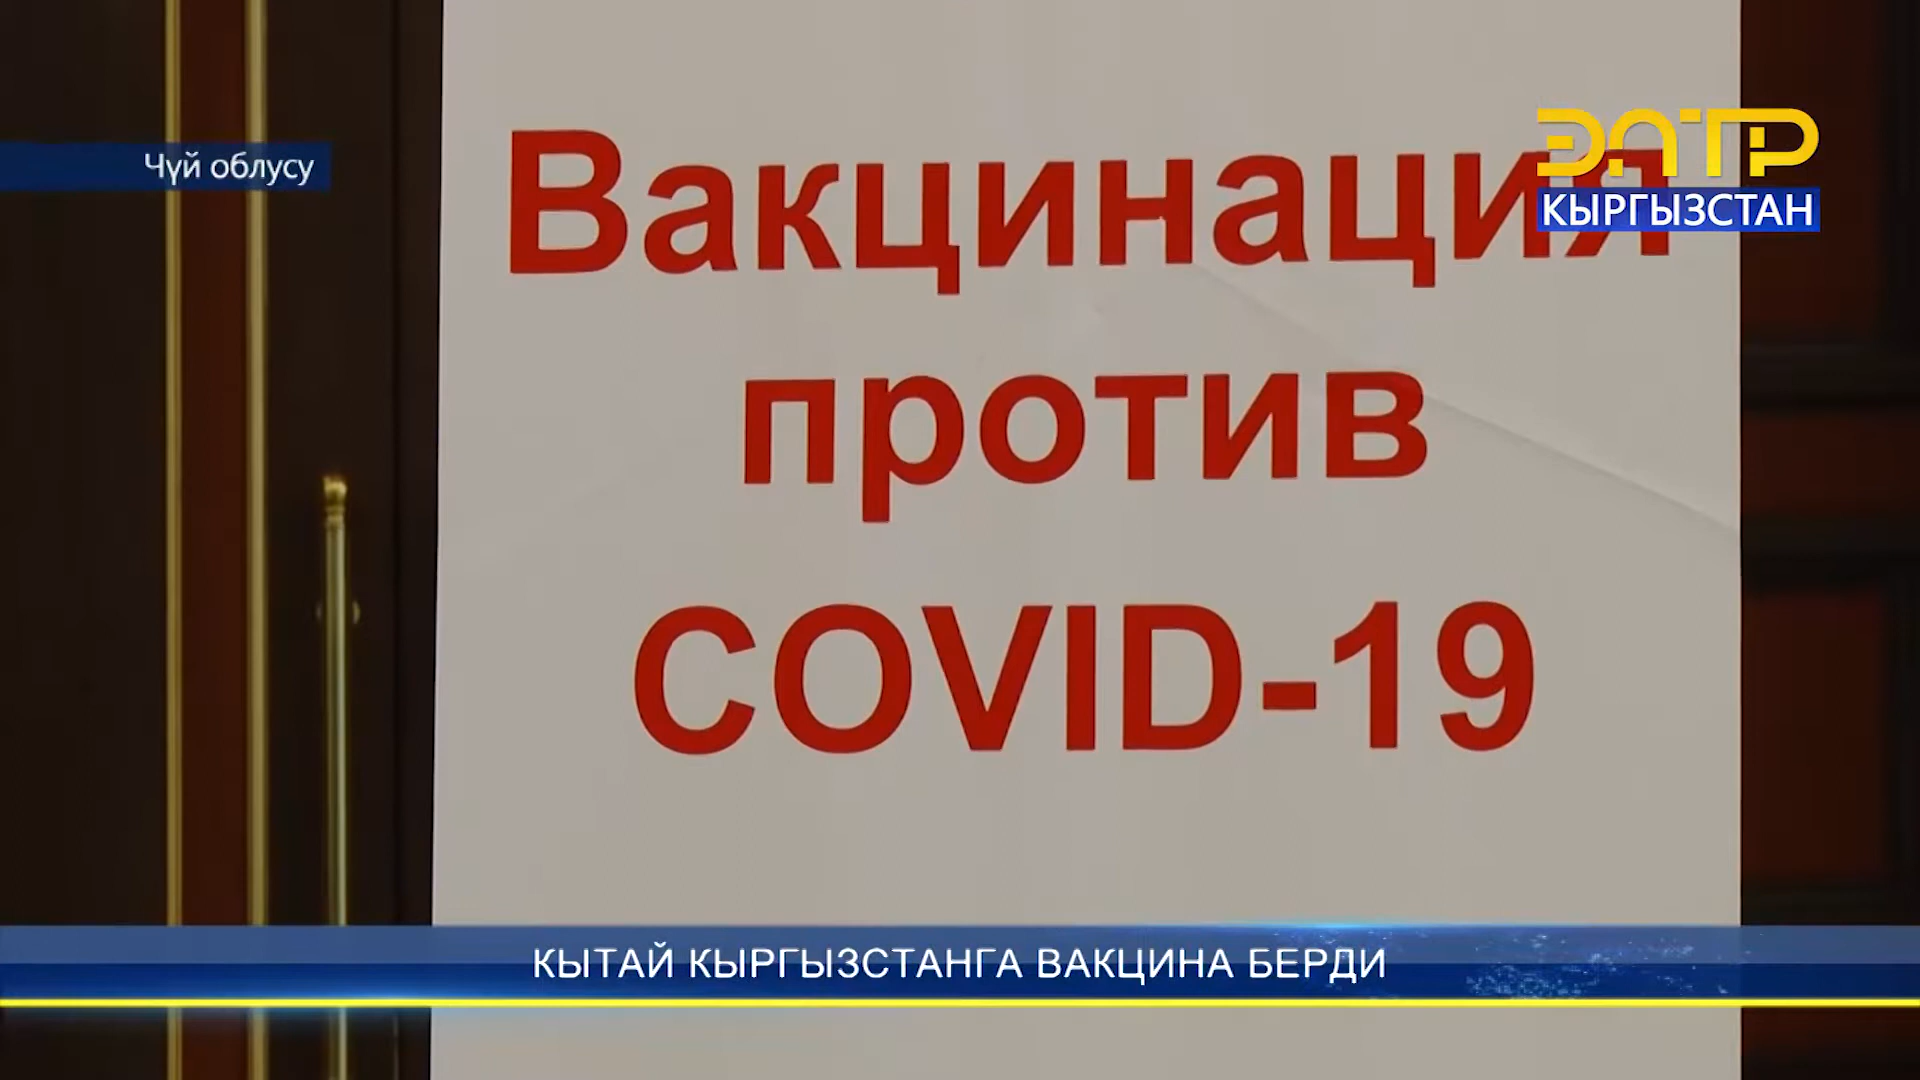 Чүй облусу
ЭЛТР
КЫРГЫЗСТАН
Вакцинация
против
COVID-19
КЫТАЙ КЫРГЫЗСТАНГА ВАКЦИНА БЕРДИ